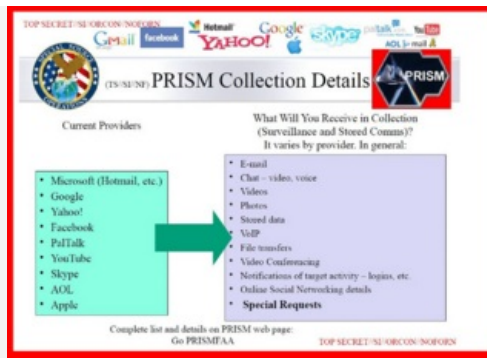 TOP SECRET//SI//ORCON//NOFORN
Hotmail
Google
paltalk
YouTube
Gmail
facebook
YAHOO!
skype
AOL mail
SPECIAL SOURCE OPERATIONS
(TS//SI//NF) PRISM Collection Details
PRISM
Current Providers
What Will You Receive in Collection
(Surveillance and Stored Comms)?
It varies by provider. In general:
• Microsoft (Hotmail, etc.)
• Google
• Yahoo!
• Facebook
• PalTalk
• YouTube
• Skype
• AOL
• Apple
• E-mail
• Chat – video, voice
• Videos
• Photos
• Stored data
• VoIP
• File transfers
• Video Conferencing
• Notifications of target activity – logins, etc.
• Online Social Networking details
• Special Requests
Complete list and details on PRISM web page:
Go PRISMFAA
TOP SECRET//SI//ORCON//NOFORN